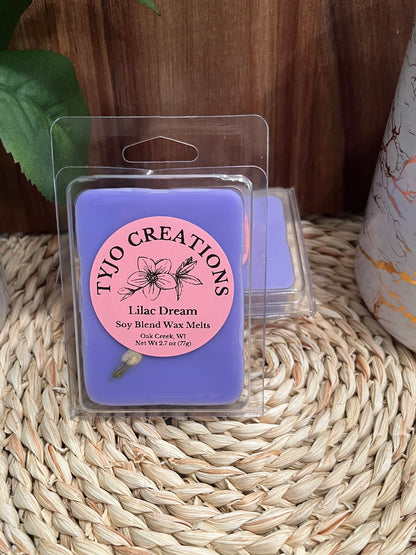 TYJO CREATIONS
Lilac Dream
Soy Blend Wax Melts
Oak Creek, WI
Net Wt 2.7 oz (77g)